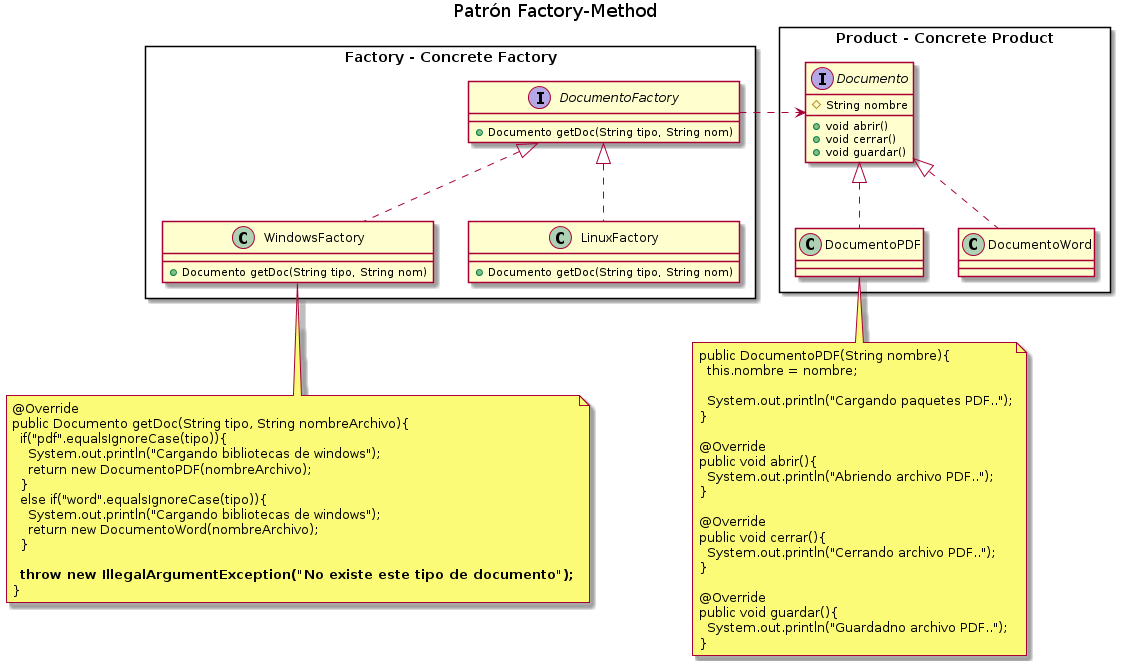 Patrón Factory-Method
Factory - Concrete Factory
I DocumentoFactory
Documento getDoc(String tipo, String nom)
C WindowsFactory
Documento getDoc(String tipo, String nom)
C LinuxFactory
Documento getDoc(String tipo, String nom)
Product - Concrete Product
I Documento
String nombre
void abrir()
void cerrar()
void guardar()
C DocumentoPDF
C DocumentoWord
@Override
public Documento getDoc(String tipo, String nombreArchivo){
if("pdf".equalsIgnoreCase(tipo)){
System.out.println("Cargando bibliotecas de windows");
return new DocumentoPDF(nombreArchivo);
}
else if("word".equalsIgnoreCase(tipo)){
System.out.println("Cargando bibliotecas de windows");
return new DocumentoWord(nombreArchivo);
}
throw new IllegalArgumentException("No existe este tipo de documento");
}
public DocumentoPDF(String nombre){
this.nombre = nombre;
System.out.println("Cargando paquetes PDF..");
}
@Override
public void abrir(){
System.out.println("Abriendo archivo PDF..");
}
@Override
public void cerrar(){
System.out.println("Cerrando archivo PDF..");
}
@Override
public void guardar(){
System.out.println("Guardadno archivo PDF..");
}